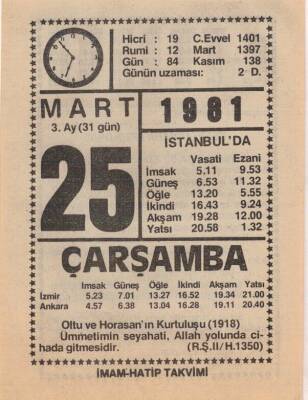 Hicri : 19 C.Evvel 1401
Rumi : 12 Mart 1397
Gün : 84 Kasım 138
Günün uzaması: 2 D.
MART
3. Ay (31 gün)
25
1981
İSTANBUL'DA
Vasati Ezani
İmsak 5.11 9.53
Güneş 6.53 11.32
Öğle 13.20 5.55
İkindi 16.43 9.24
Akşam 19.28 12.00
Yatsı 20.58 1.32
ÇARŞAMBA
İmsak Güneş Öğle İkindi Akşam Yatsı
İzmir 5.23 7.01 13.27 16.52 19.34 21.00
Ankara 4.57 6.38 13.04 16.28 19.11 20.40
Oltu ve Horasan'ın Kurtuluşu (1918)
Ümmetimin seyahati, Allah yolunda ci-
hada gitmesidir. (R.Ş.II/H.1350)
İMAM-HATİP TAKVİMİ